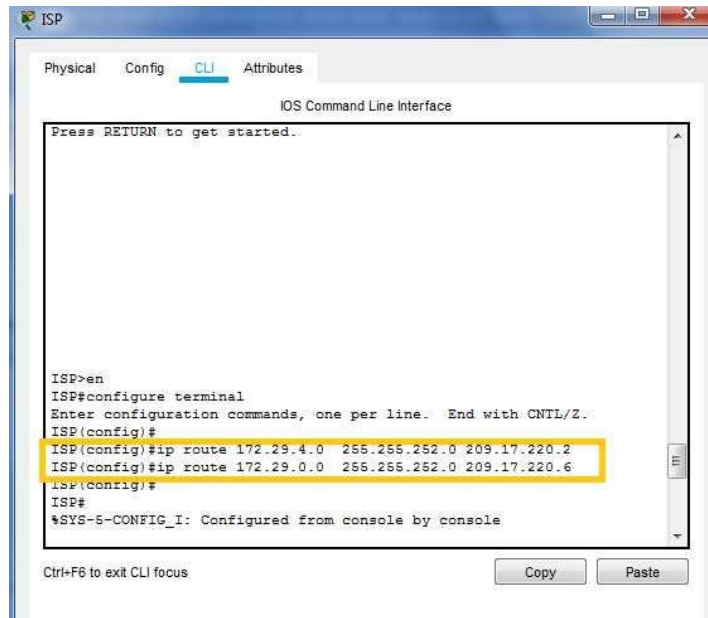 ISP
Physical Config CLI Attributes
IOS Command Line Interface
Press RETURN to get started.
ISP>en
ISP#configure terminal
Enter configuration commands, one per line.  End with CNTL/Z.
ISP(config)#
ISP(config)#ip route 172.29.4.0  255.255.252.0 209.17.220.2
ISP(config)#ip route 172.29.0.0  255.255.252.0 209.17.220.6
ISP(config)#
ISP#
%SYS-5-CONFIG_I: Configured from console by console
Ctrl+F6 to exit CLI focus Copy Paste